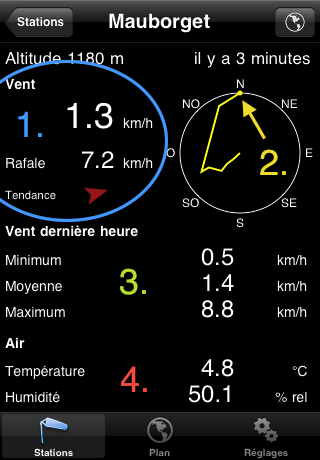 Stations
Mauborget
Altitude 1180 m
il y a 3 minutes
Vent
1.
1.3 km/h
Rafale 7.2 km/h
Tendance
N
NO
NE
O
E
2.
SO
SE
S
Vent dernière heure
Minimum 0.5 km/h
Moyenne 1.4 km/h
3.
Maximum 8.8 km/h
Air
Température 4.8 °C
4.
Humidité 50.1 % rel
Stations
Plan
Réglages